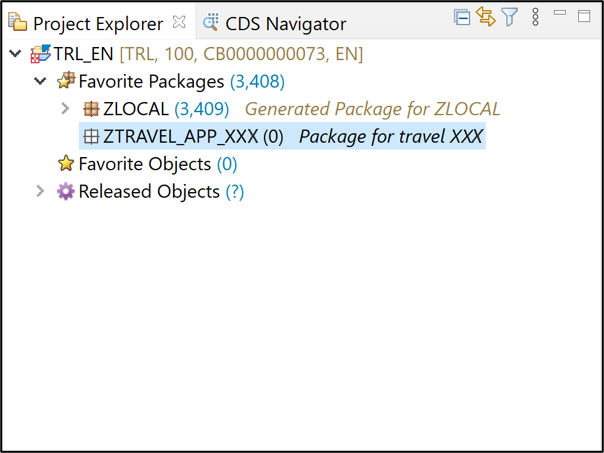 Project Explorer CDS Navigator
TRL_EN [TRL, 100, CB0000000073, EN]
Favorite Packages (3,408)
ZLOCAL (3,409) Generated Package for ZLOCAL
ZTRAVEL_APP_XXX (0) Package for travel XXX
Favorite Objects (0)
Released Objects (?)